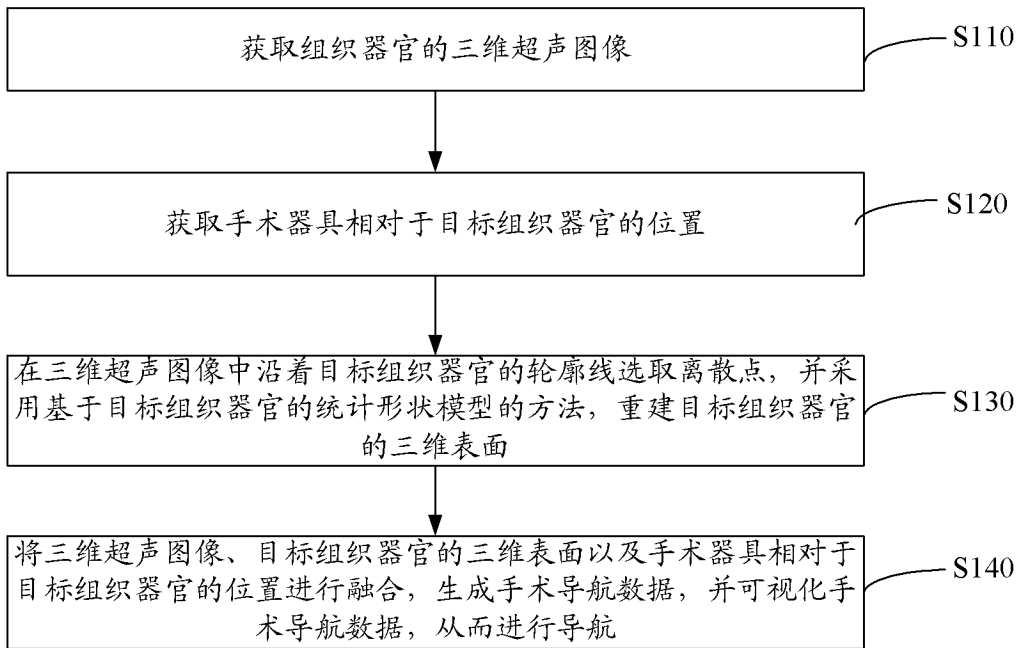 获取组织器官的三维超声图像
S110
获取手术器具相对于目标组织器官的位置
S120
在三维超声图像中沿着目标组织器官的轮廓线选取离散点，并采
用基于目标组织器官的统计形状模型的方法，重建目标组织器官
的三维表面
S130
将三维超声图像、目标组织器官的三维表面以及手术器具相对于
目标组织器官的位置进行融合，生成手术导航数据，并可视化手
术导航数据，从而进行导航
S140